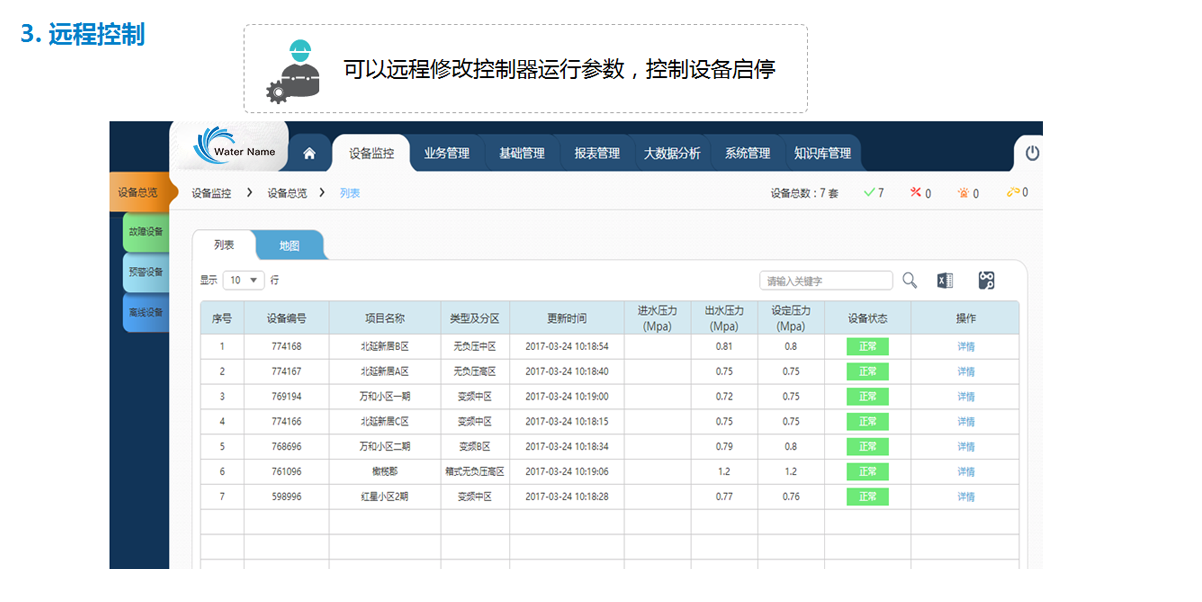 3. 远程控制
可以远程修改控制器运行参数，控制设备启停
Water Name
设备监控 业务管理 基础管理 报表管理 大数据分析 系统管理 知识库管理
设备总览
故障设备
预警设备
离线设备
设备监控 > 设备总览 > 列表
设备总数：7 套 7 0 0 0
列表 地图
显示 10 行
请输入关键字
序号 设备编号 项目名称 类型及分区 更新时间 进水压力(Mpa) 出水压力(Mpa) 设定压力(Mpa) 设备状态 操作
1 774168 北延新居B区 无负压中区 2017-03-24 10:18:54 0.81 0.8 正常 详情
2 774167 北延新居A区 无负压高区 2017-03-24 10:18:40 0.75 0.75 正常 详情
3 769194 万和小区一期 变频中区 2017-03-24 10:19:00 0.72 0.75 正常 详情
4 774166 北延新居C区 变频中区 2017-03-24 10:18:15 0.75 0.75 正常 详情
5 768696 万和小区二期 变频B区 2017-03-24 10:18:34 0.79 0.8 正常 详情
6 761096 橄榄郡 箱式无负压高区 2017-03-24 10:19:06 1.2 1.2 正常 详情
7 598996 红星小区2期 变频中区 2017-03-24 10:18:28 0.77 0.76 正常 详情